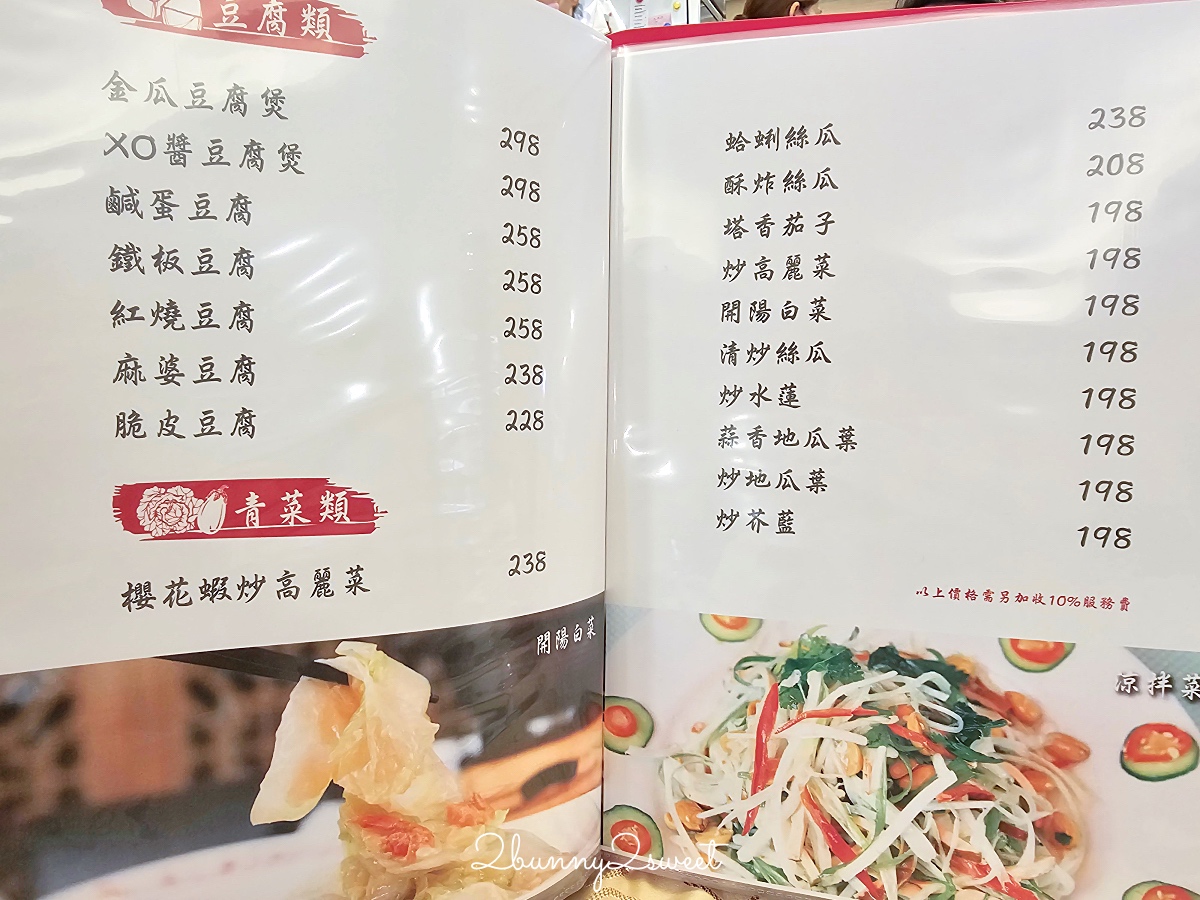 豆腐類
金瓜豆腐煲 298
XO醬豆腐煲 298
鹹蛋豆腐 258
鐵板豆腐 258
紅燒豆腐 258
麻婆豆腐 238
脆皮豆腐 228
青菜類
櫻花蝦炒高麗菜 238
開陽白菜
蛤蜊絲瓜 238
酥炸絲瓜 208
塔香茄子 198
炒高麗菜 198
開陽白菜 198
清炒絲瓜 198
炒水蓮 198
蒜香地瓜葉 198
炒地瓜葉 198
炒芥藍 198
以上價格需另加收10%服務費
涼拌菜
2bunny2sweet